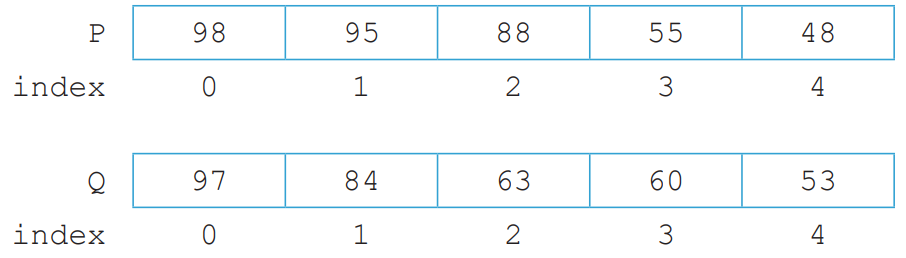 P 98 95 88 55 48
index 0 1 2 3 4
Q 97 84 63 60 53
index 0 1 2 3 4